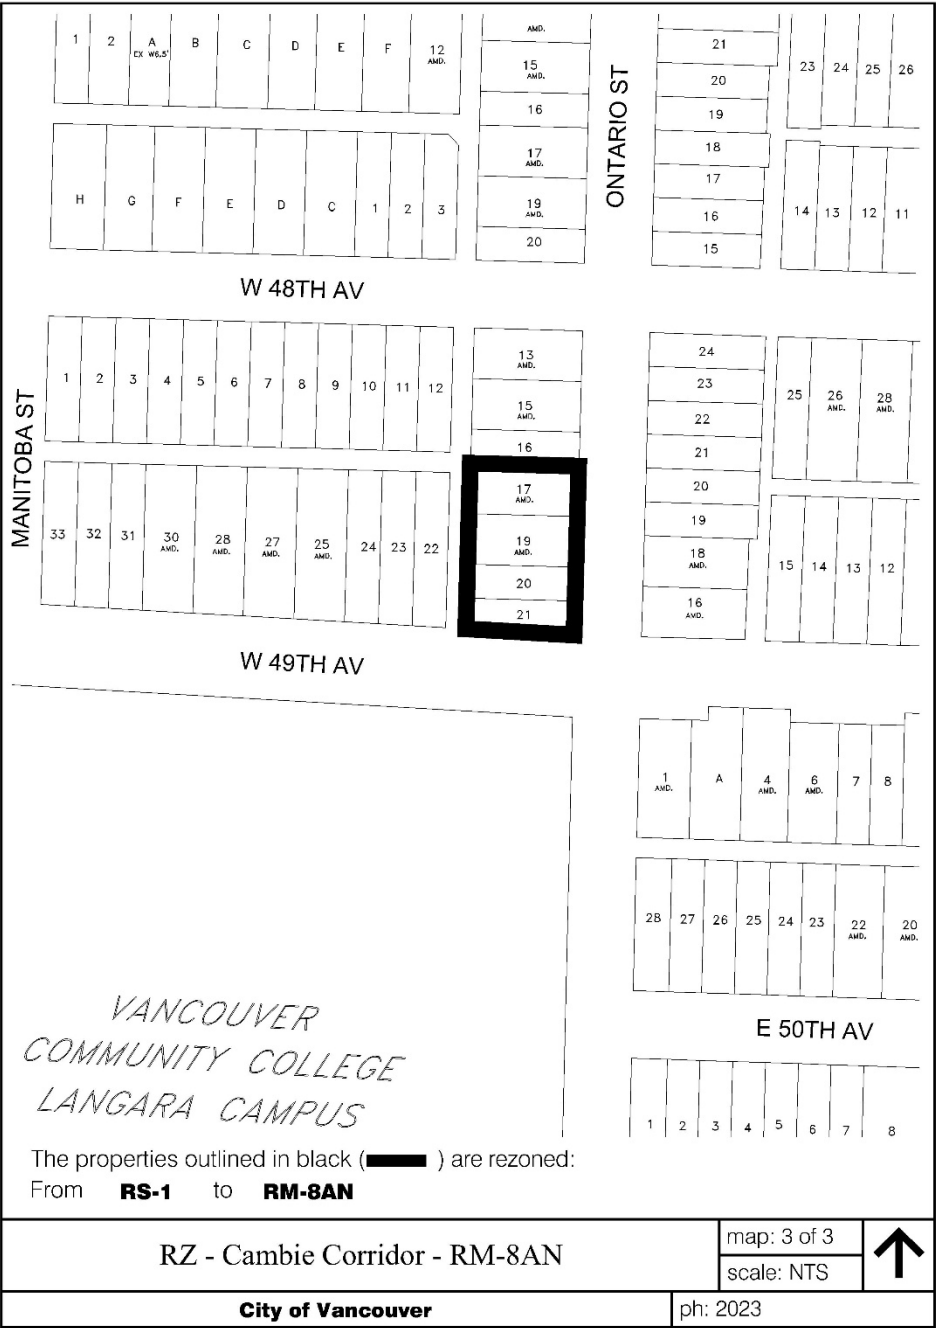 1 2 A B C D E F 12
EX W6.5' AMD.
AMD.
15
AMD.
16
17
AMD.
19
AMD.
20
ONTARIO ST
21
20
19
18
17
16
15
23 24 25 26
14 13 12 11
H G F E D C 1 2 3
W 48TH AV
MANITOBA ST
1 2 3 4 5 6 7 8 9 10 11 12
13
AMD.
15
AMD.
16
17
AMD.
19
AMD.
20
21
24
23
22
21
20
19
18
AMD.
16
AMD.
25 26 28
AMD. AMD.
15 14 13 12
33 32 31 30 28 27 25 24 23 22
AMD. AMD. AMD. AMD.
W 49TH AV
1 A 4 6 7 8
AMD. AMD. AMD.
28 27 26 25 24 23 22 20
AMD. AMD.
E 50TH AV
1 2 3 4 5 6 7 8
VANCOUVER
COMMUNITY COLLEGE
LANGARA CAMPUS
The properties outlined in black ( ) are rezoned:
From RS-1 to RM-8AN
RZ - Cambie Corridor - RM-8AN
map: 3 of 3
scale: NTS
City of Vancouver
ph: 2023